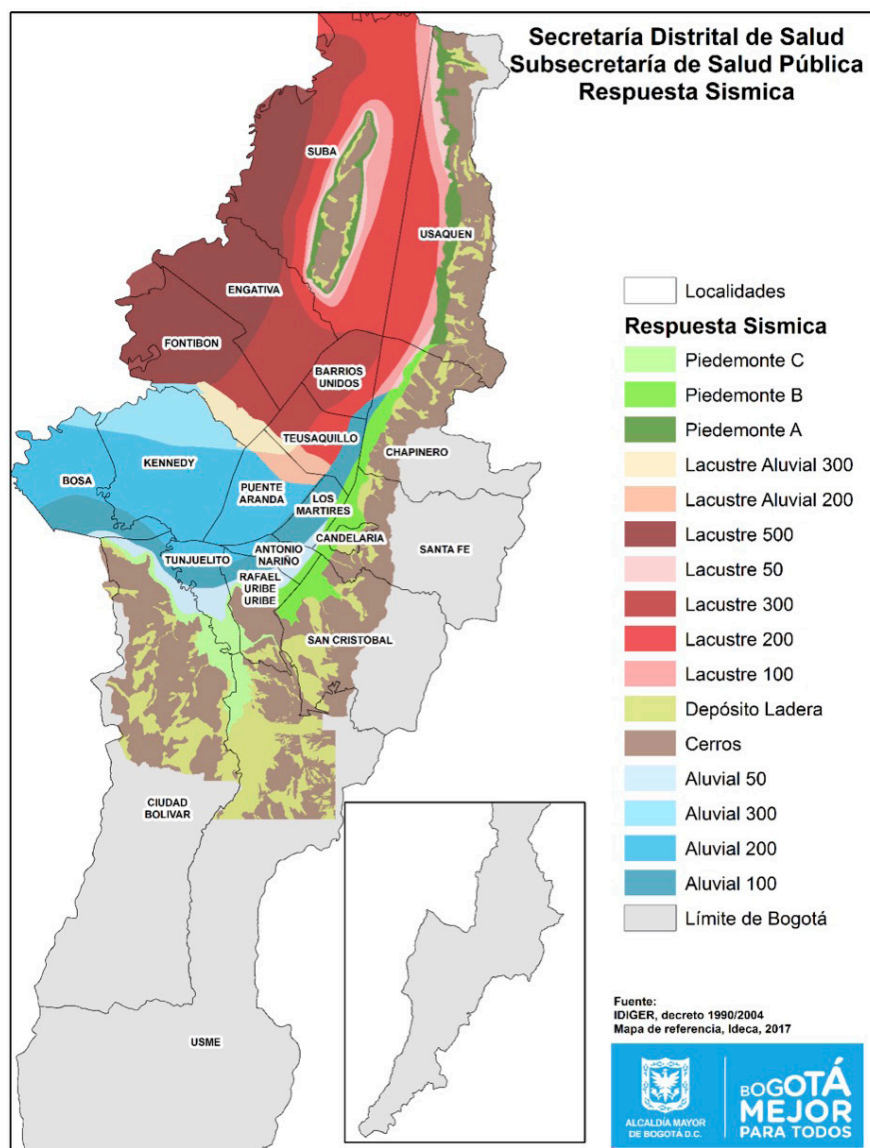 Secretaría Distrital de Salud
Subsecretaría de Salud Pública
Respuesta Sismica
SUBA
USAQUEN
ENGATIVA
FONTIBON
BARRIOS
UNIDOS
TEUSAQUILLO
CHAPINERO
KENNEDY
BOSA
PUENTE
ARANDA
LOS
MARTIRES
CANDELARIA
SANTA FE
ANTONIO
NARIÑO
TUNJUELITO
RAFAEL
URIBE
URIBE
SAN CRISTOBAL
CIUDAD
BOLIVAR
USME
Localidades
Respuesta Sismica
Piedemonte C
Piedemonte B
Piedemonte A
Lacustre Aluvial 300
Lacustre Aluvial 200
Lacustre 500
Lacustre 50
Lacustre 300
Lacustre 200
Lacustre 100
Depósito Ladera
Cerros
Aluvial 50
Aluvial 300
Aluvial 200
Aluvial 100
Límite de Bogotá
Fuente:
IDIGER, decreto 1990/2004
Mapa de referencia, Ideca, 2017
ALCALDÍA MAYOR
DE BOGOTÁ D.C.
BOGOTÁ
MEJOR
PARA TODOS